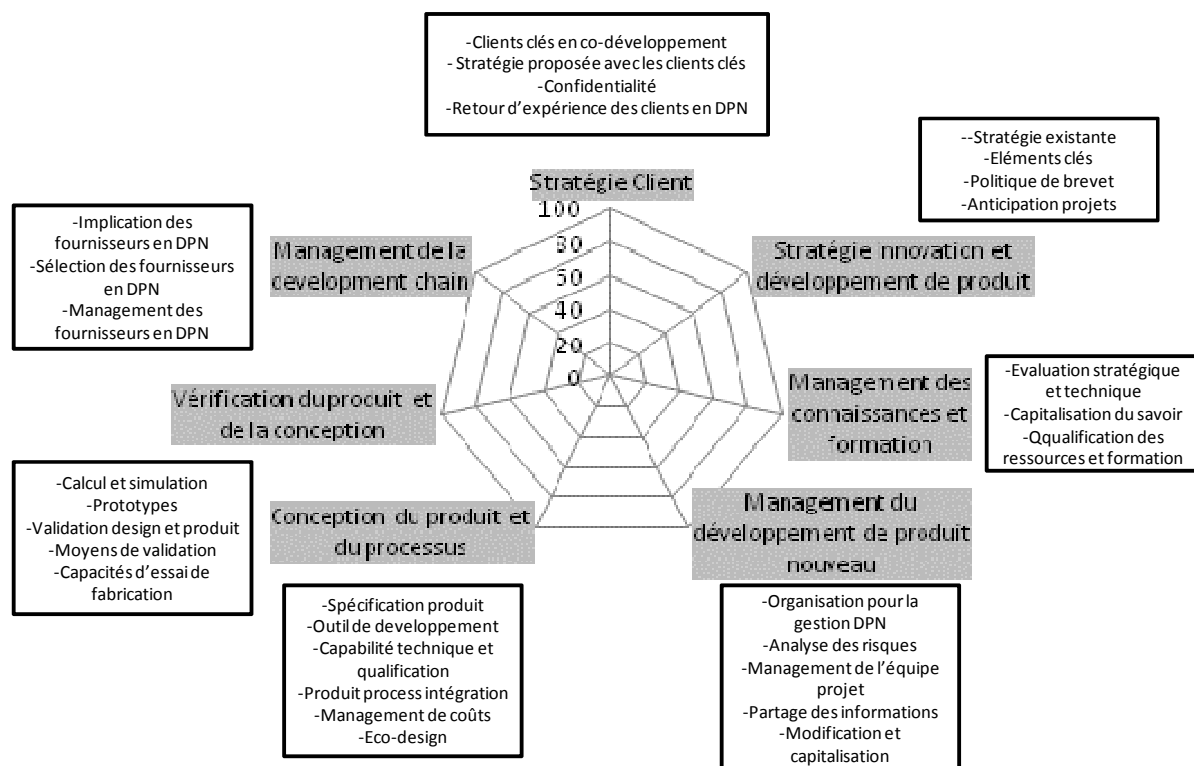 -Clients clés en co-développement
- Stratégie proposée avec les clients clés
-Confidentialité
-Retour d'expérience des clients en DPN
--Stratégie existante
-Eléments clés
-Politique de brevet
-Anticipation projets
Stratégie Client
100
80
50
40
20
0
-Implication des
fournisseurs en DPN
-Sélection des fournisseurs
en DPN
-Management des
fournisseurs en DPN
Management de la
development chain
Stratégie innovation et
développement de produit
Vérification du produit et
de la conception
Management des
connaissances et
formation
-Evaluation stratégique
et technique
-Capitalisation du savoir
-Qqualification des
ressources et formation
-Calcul et simulation
-Prototypes
-Validation design et produit
-Moyens de validation
-Capacités d'essai de
fabrication
Conception du produit et
du processus
Management du
développement de produit
nouveau
-Spécification produit
-Outil de developpement
-Capabilité technique et
qualification
-Produit process intégration
-Management de coûts
-Eco-design
-Organisation pour la
gestion DPN
-Analyse des risques
-Management de l'équipe
projet
-Partage des informations
-Modification et
capitalisation